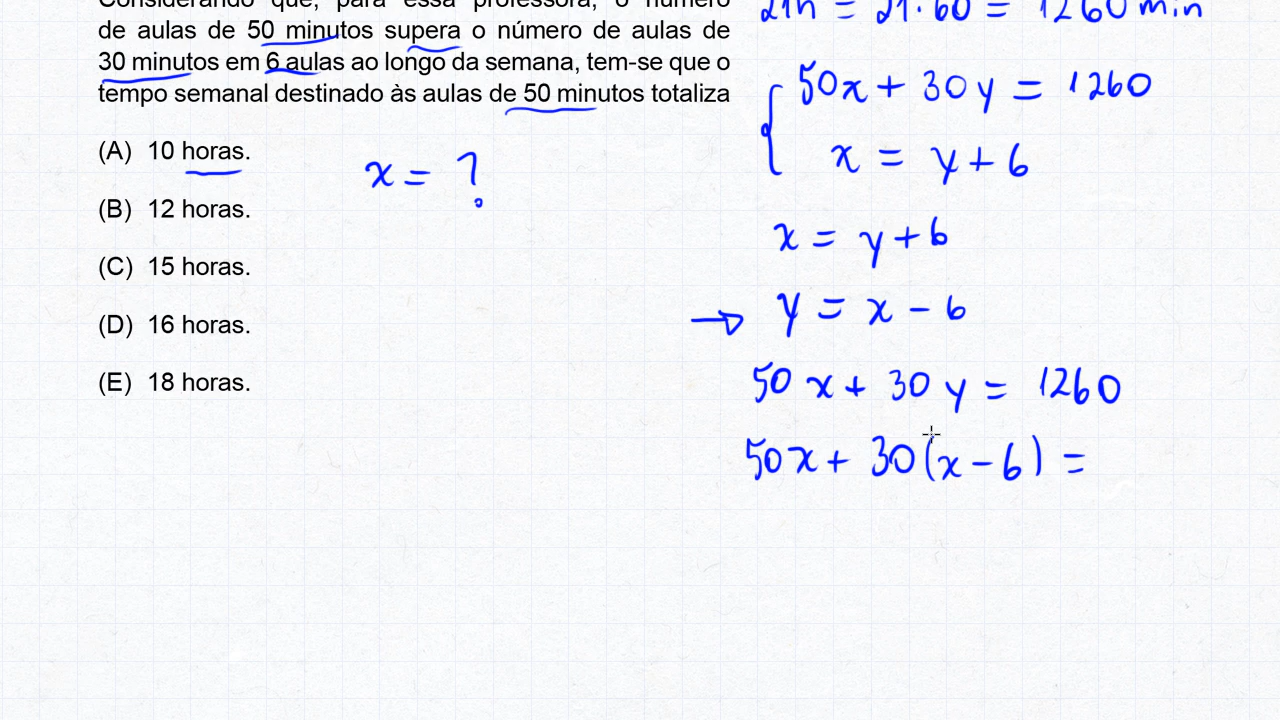 Considerando que, para essa professora, o número
de aulas de 50 minutos supera o número de aulas de
30 minutos em 6 aulas ao longo da semana, tem-se que o
tempo semanal destinado às aulas de 50 minutos totaliza
(A) 10 horas.
(B) 12 horas.
(C) 15 horas.
(D) 16 horas.
(E) 18 horas.
x = ?
21h = 21·60 = 1260 min
50x + 30y = 1260
x = y + 6
x = y + 6
→ y = x - 6
50x + 30y = 1260
50x + 30(x - 6) =